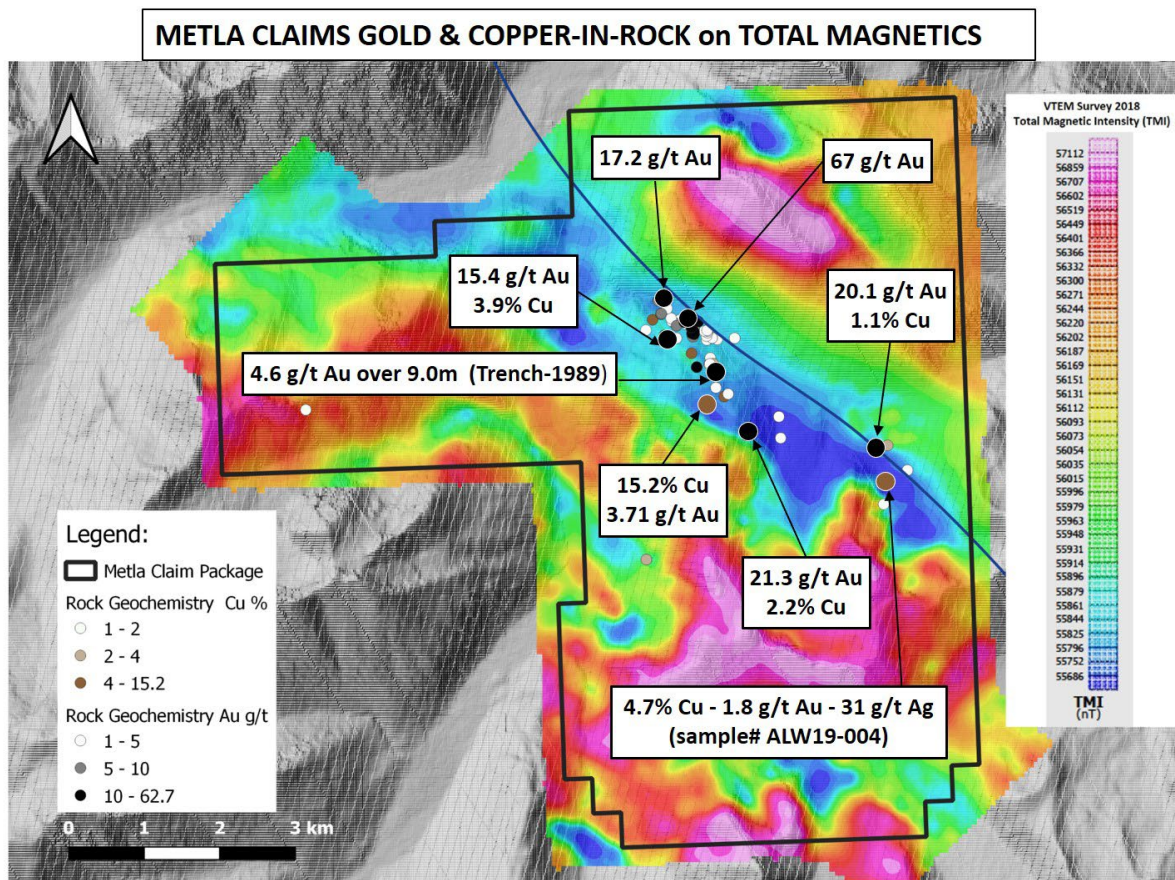 METLA CLAIMS GOLD & COPPER-IN-ROCK on TOTAL MAGNETICS
VTEM Survey 2018
Total Magnetic Intensity (TMI)
57112
56859
56707
56602
56519
56449
56401
56366
56332
56300
56271
56244
56220
56202
56187
56169
56151
56131
56112
56093
56073
56054
56035
56015
55996
55979
55963
55948
55931
55914
55896
55879
55861
55844
55825
55796
55752
55686
TMI
(nT)
17.2 g/t Au
67 g/t Au
15.4 g/t Au
3.9% Cu
20.1 g/t Au
1.1% Cu
4.6 g/t Au over 9.0m (Trench-1989)
15.2% Cu
3.71 g/t Au
21.3 g/t Au
2.2% Cu
4.7% Cu - 1.8 g/t Au - 31 g/t Ag
(sample# ALW19-004)
Legend:
Metla Claim Package
Rock Geochemistry Cu %
1 - 2
2 - 4
4 - 15.2
Rock Geochemistry Au g/t
1 - 5
5 - 10
10 - 62.7
0 1 2 3 km